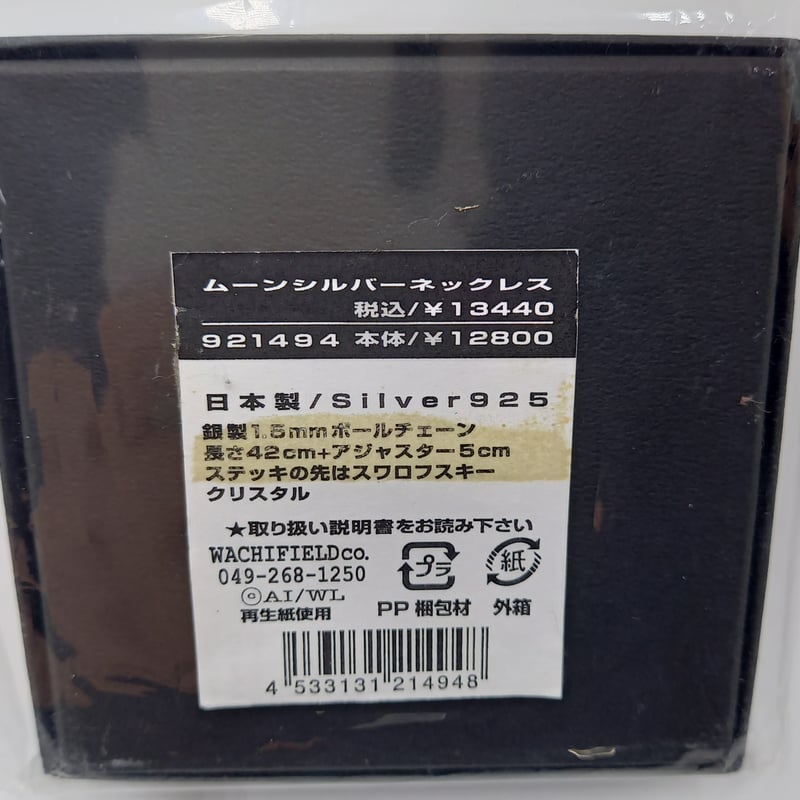 ムーンシルバーネックレス
税込/¥13440
921494 本体/¥12800
日本製/Silver925
銀製1.5mmボールチェーン
長さ42cm+アジャスター5cm
ステッキの先はスワロフスキー
クリスタル
★取り扱い説明書をお読み下さい
WACHIFIELD co.
049-268-1250
©AI/WL
再生紙使用
プラ
PP 梱包材
紙
外箱
4 533131 214948